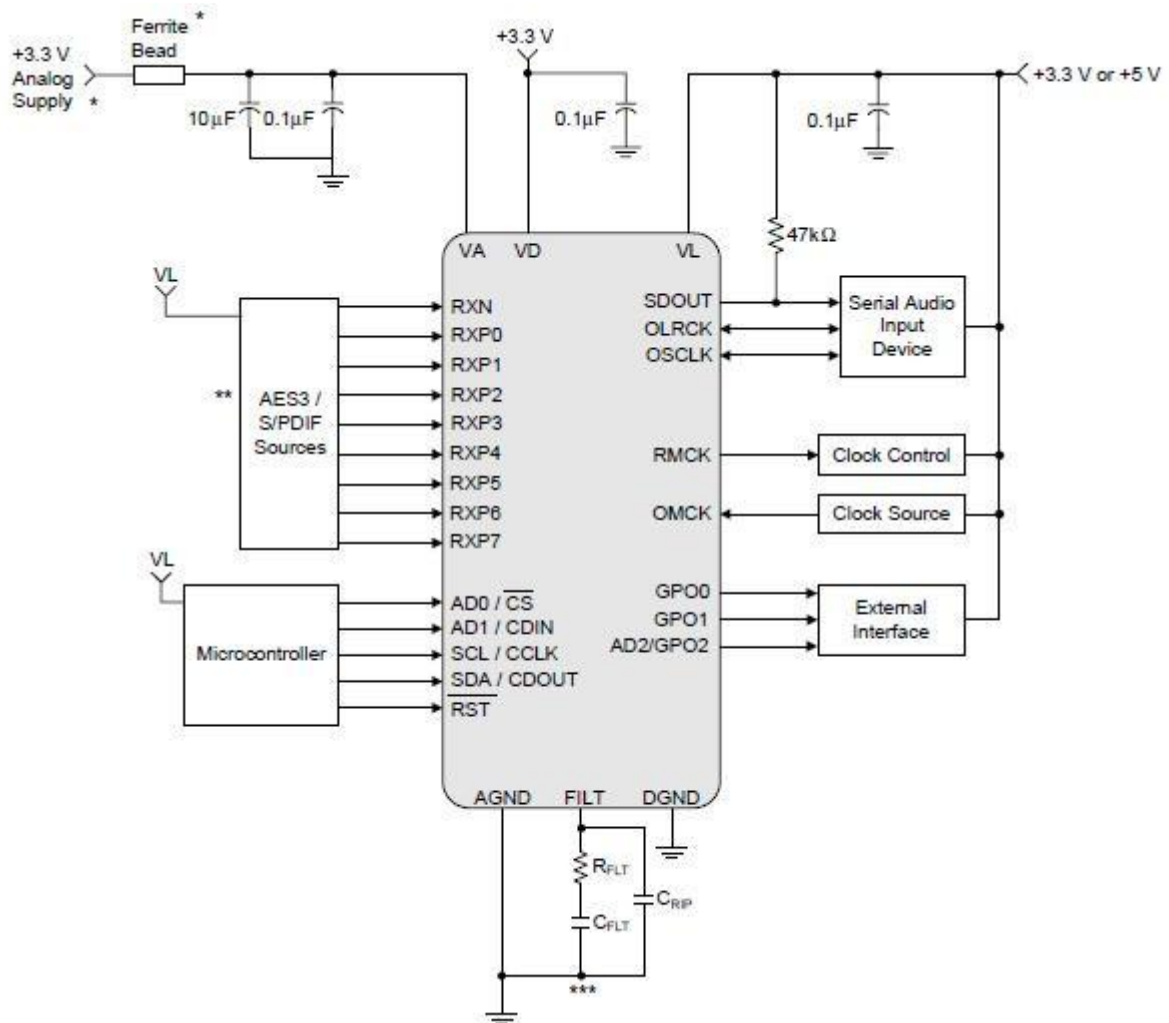 +3.3 V
Analog
Supply *
Ferrite *
Bead
10µF
0.1µF
+3.3 V
0.1µF
+3.3 V or +5 V
0.1µF
47kΩ
VA
VD
VL
VL
**
AES3 /
S/PDIF
Sources
RXN
RXP0
RXP1
RXP2
RXP3
RXP4
RXP5
RXP6
RXP7
VL
Microcontroller
AD0 / C̅S̅
AD1 / CDIN
SCL / CCLK
SDA / CDOUT
R̅S̅T̅
SDOUT
OLRCK
OSCLK
Serial Audio
Input
Device
RMCK
Clock Control
OMCK
Clock Source
GPO0
GPO1
AD2/GPO2
External
Interface
AGND
FILT
DGND
RFLT
CFLT
CRIP
***